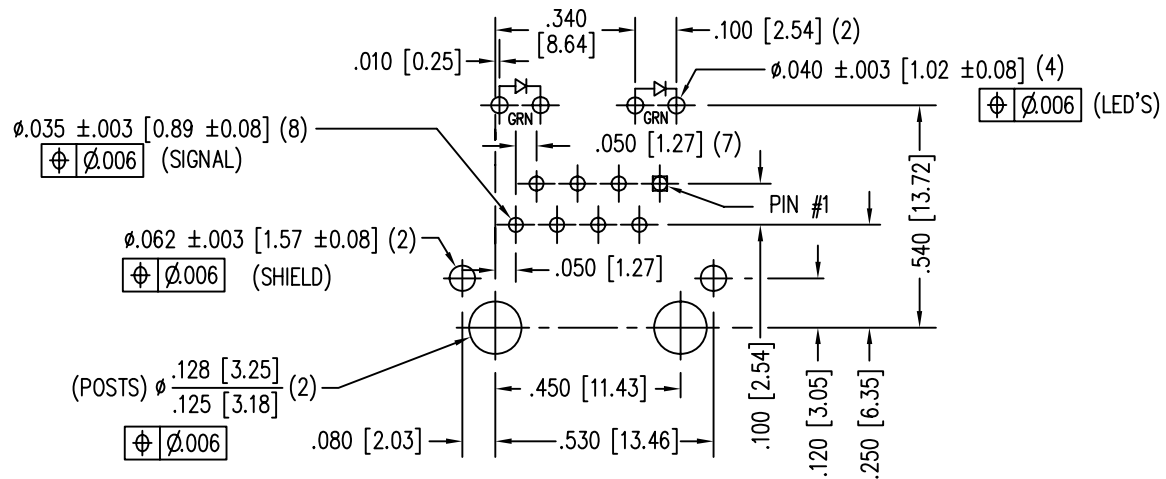 .340
[8.64]
.100 [2.54] (2)
.010 [0.25]
ø.040 ±.003 [1.02 ±0.08] (4)
⌖ Ø.006 (LED'S)
GRN
GRN
ø.035 ±.003 [0.89 ±0.08] (8)
⌖ Ø.006 (SIGNAL)
.050 [1.27] (7)
PIN #1
.540 [13.72]
ø.062 ±.003 [1.57 ±0.08] (2)
⌖ Ø.006 (SHIELD)
.050 [1.27]
(POSTS) ø .128 [3.25]
.125 [3.18] (2)
⌖ Ø.006
.450 [11.43]
.080 [2.03]
.530 [13.46]
.100 [2.54]
.120 [3.05]
.250 [6.35]